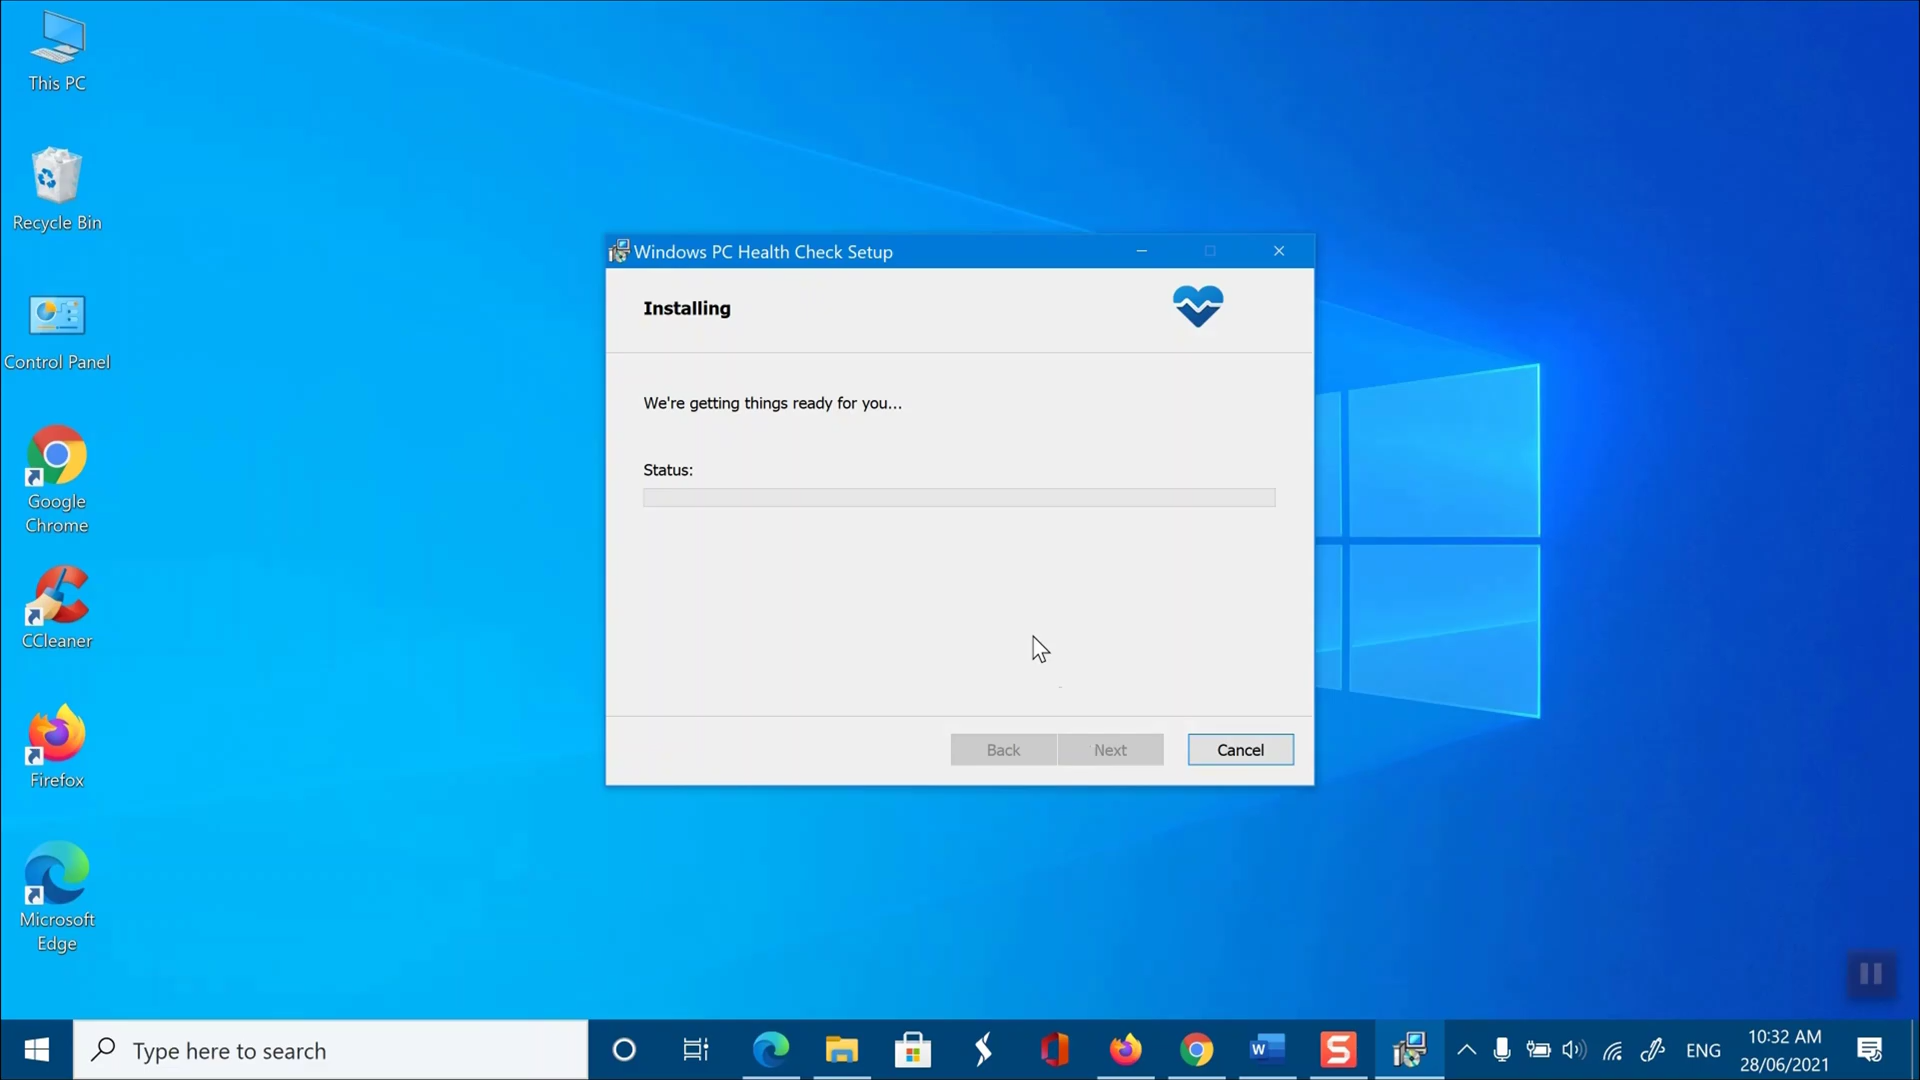 This PC
Recycle Bin
Control Panel
Google
Chrome
CCleaner
Firefox
Microsoft
Edge
Windows PC Health Check Setup
Installing
We're getting things ready for you...
Status:
Back
Next
Cancel
Type here to search
W
S
ENG
10:32 AM
28/06/2021